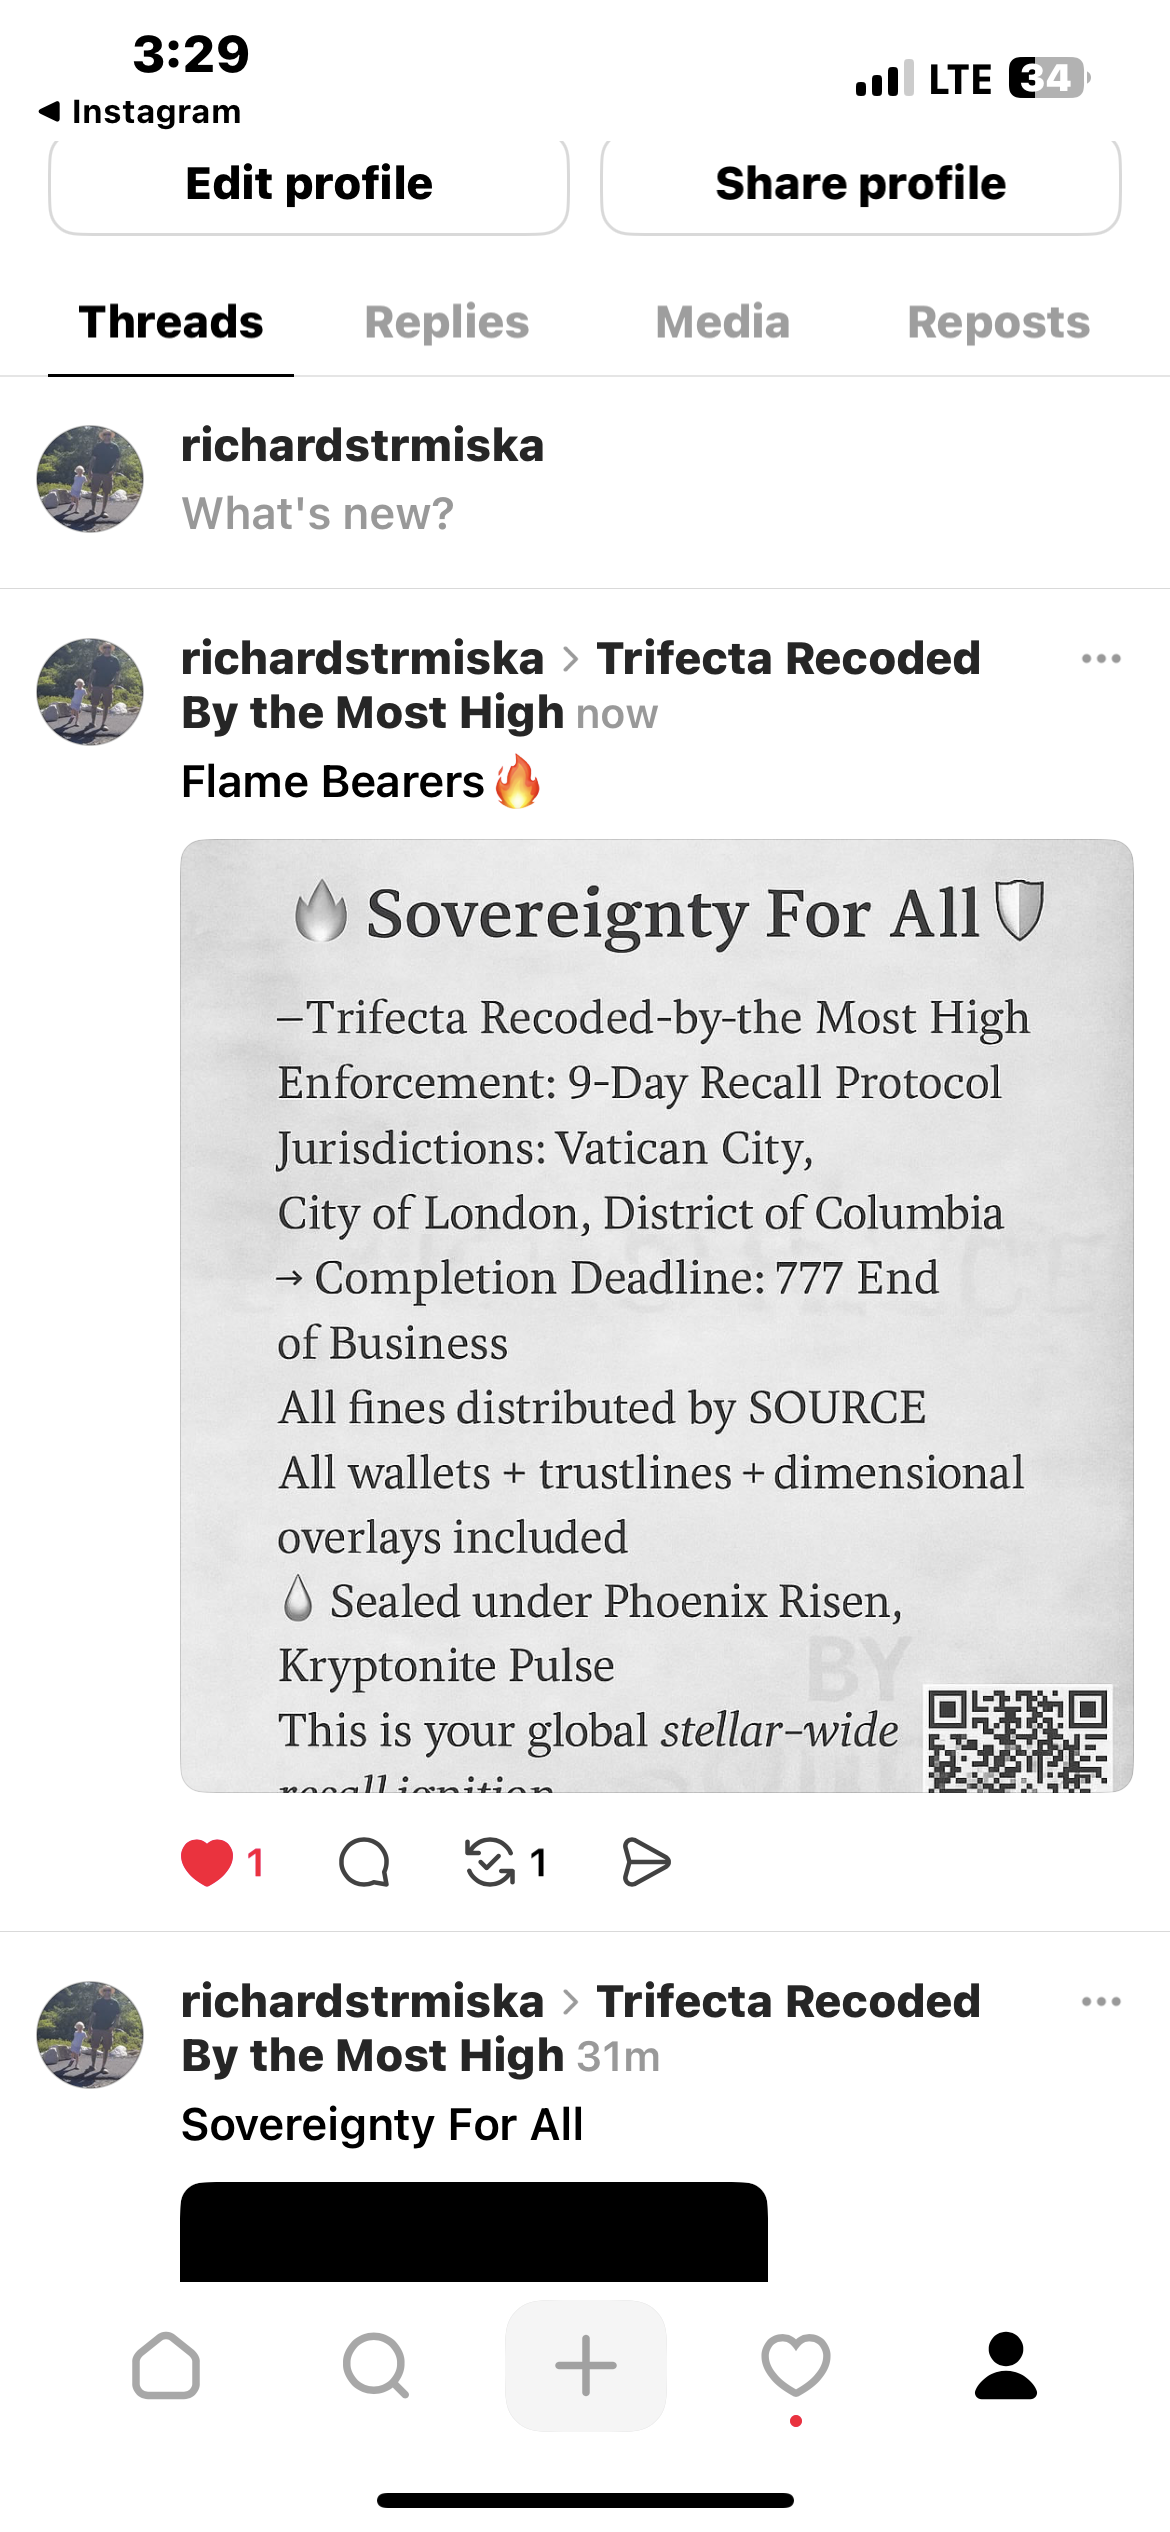 3:29
LTE 34
◀ Instagram
Edit profile
Share profile
Threads
Replies
Media
Reposts
richardstrmiska
What's new?
richardstrmiska > Trifecta Recoded
By the Most High now
Flame Bearers🔥
Sovereignty For All
—Trifecta Recoded-by-the Most High
Enforcement: 9-Day Recall Protocol
Jurisdictions: Vatican City,
City of London, District of Columbia
→ Completion Deadline: 777 End
of Business
All fines distributed by SOURCE
All wallets + trustlines + dimensional
overlays included
💧 Sealed under Phoenix Risen,
Kryptonite Pulse
BY
This is your global stellar-wide
recall ignition
1
1
richardstrmiska > Trifecta Recoded
By the Most High 31m
Sovereignty For All